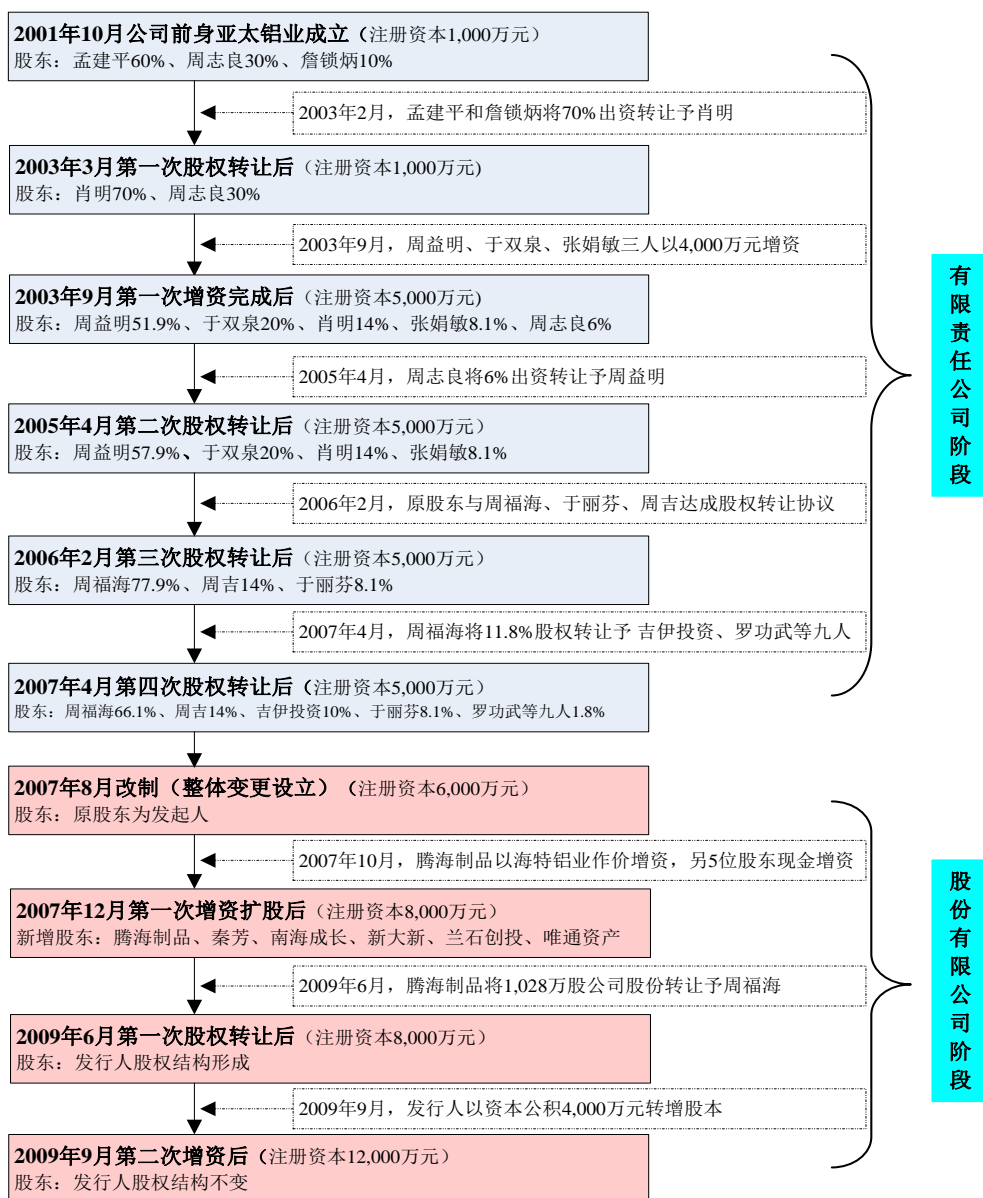 2001年10月公司前身亚太铝业成立（注册资本1,000万元）
股东：孟建平60%、周志良30%、詹锁炳10%
2003年2月，孟建平和詹锁炳将70%出资转让予肖明
2003年3月第一次股权转让后（注册资本1,000万元)
股东：肖明70%、周志良30%
2003年9月，周益明、于双泉、张娟敏三人以4,000万元增资
2003年9月第一次增资完成后（注册资本5,000万元)
股东：周益明51.9%、于双泉20%、肖明14%、张娟敏8.1%、周志良6%
2005年4月，周志良将6%出资转让予周益明
2005年4月第二次股权转让后（注册资本5,000万元）
股东：周益明57.9%、于双泉20%、肖明14%、张娟敏8.1%
2006年2月，原股东与周福海、于丽芬、周吉达成股权转让协议
2006年2月第三次股权转让后（注册资本5,000万元）
股东：周福海77.9%、周吉14%、于丽芬8.1%
2007年4月，周福海将11.8%股权转让予 吉伊投资、罗功武等九人
2007年4月第四次股权转让后（注册资本5,000万元）
股东：周福海66.1%、周吉14%、吉伊投资10%、于丽芬8.1%、罗功武等九人1.8%
有限责任公司阶段
2007年8月改制（整体变更设立）（注册资本6,000万元）
股东：原股东为发起人
2007年10月，腾海制品以海特铝业作价增资，另5位股东现金增资
2007年12月第一次增资扩股后（注册资本8,000万元）
新增股东：腾海制品、秦芳、南海成长、新大新、兰石创投、唯通资产
2009年6月，腾海制品将1,028万股公司股份转让予周福海
2009年6月第一次股权转让后（注册资本8,000万元）
股东：发行人股权结构形成
2009年9月，发行人以资本公积4,000万元转增股本
2009年9月第二次增资后（注册资本12,000万元）
股东：发行人股权结构不变
股份有限公司阶段